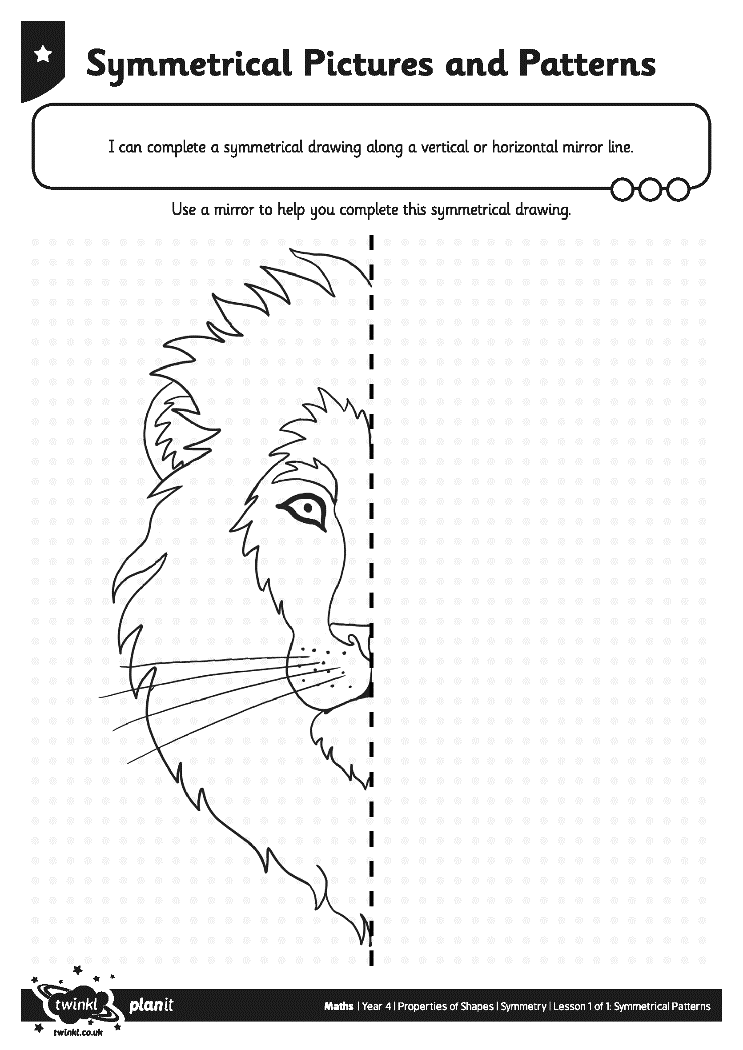 Symmetrical Pictures and Patterns
I can complete a symmetrical drawing along a vertical or horizontal mirror line.
Use a mirror to help you complete this symmetrical drawing.
twinkl
planit
twinkl.co.uk
Maths | Year 4 | Properties of Shapes | Symmetry | Lesson 1 of 1: Symmetrical Patterns